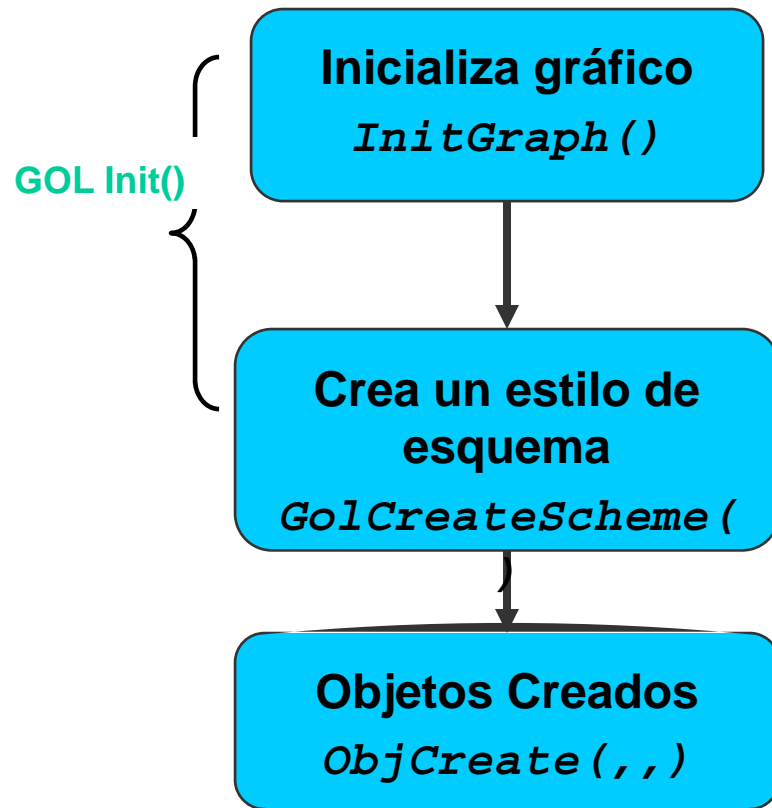 Inicializa gráfico
InitGraph()
GOL Init()
Crea un estilo de
esquema
GolCreateScheme(
)
Objetos Creados
ObjCreate(,,)